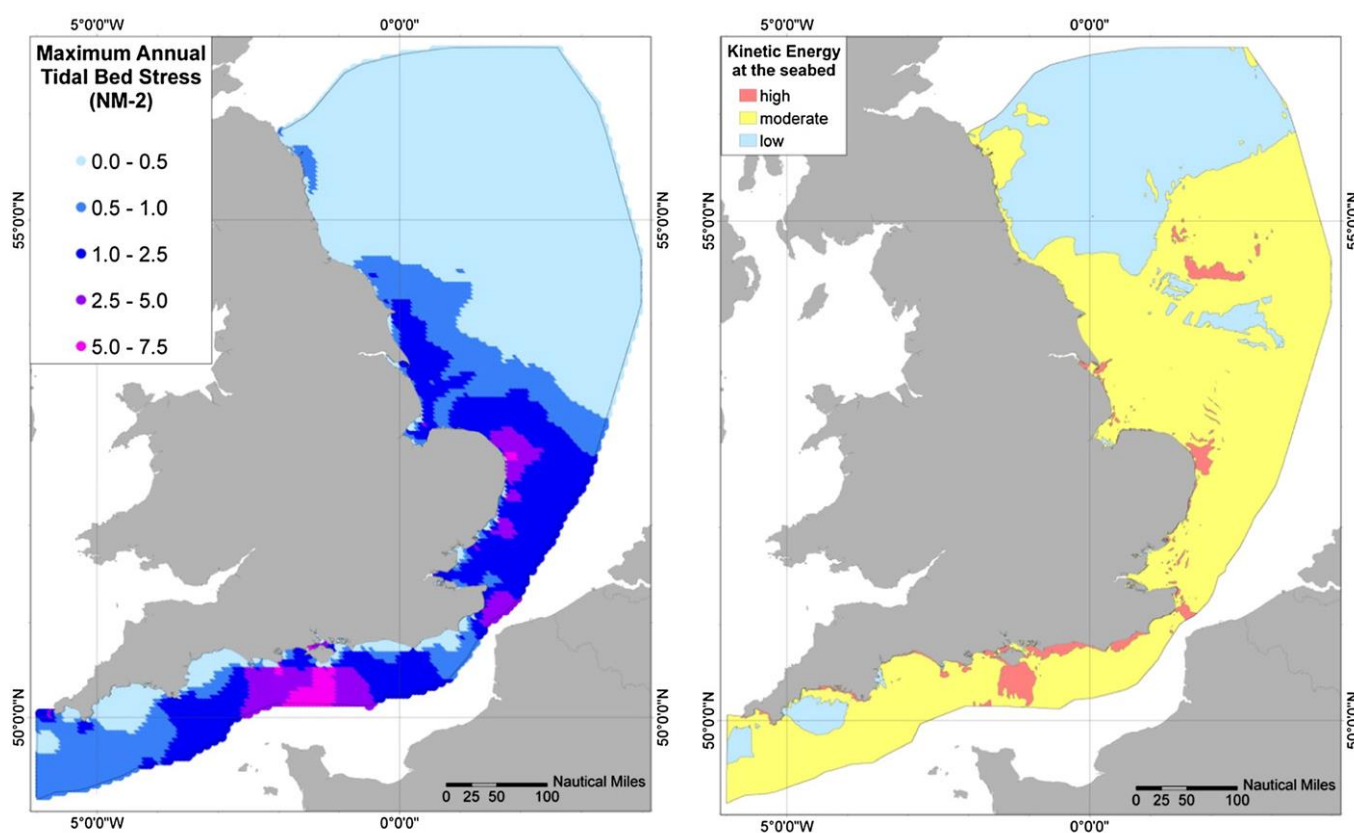 5°0'0"W
0°0'0"
Maximum Annual
Tidal Bed Stress
(NM-2)
0.0 - 0.5
0.5 - 1.0
1.0 - 2.5
2.5 - 5.0
5.0 - 7.5
55°0'0"N
55°0'0"N
50°0'0"N
50°0'0"N
Nautical Miles
0 25 50 100
5°0'0"W
0°0'0"
5°0'0"W
0°0'0"
Kinetic Energy
at the seabed
high
moderate
low
55°0'0"N
55°0'0"N
50°0'0"N
50°0'0"N
Nautical Miles
0 25 50 100
5°0'0"W
0°0'0"